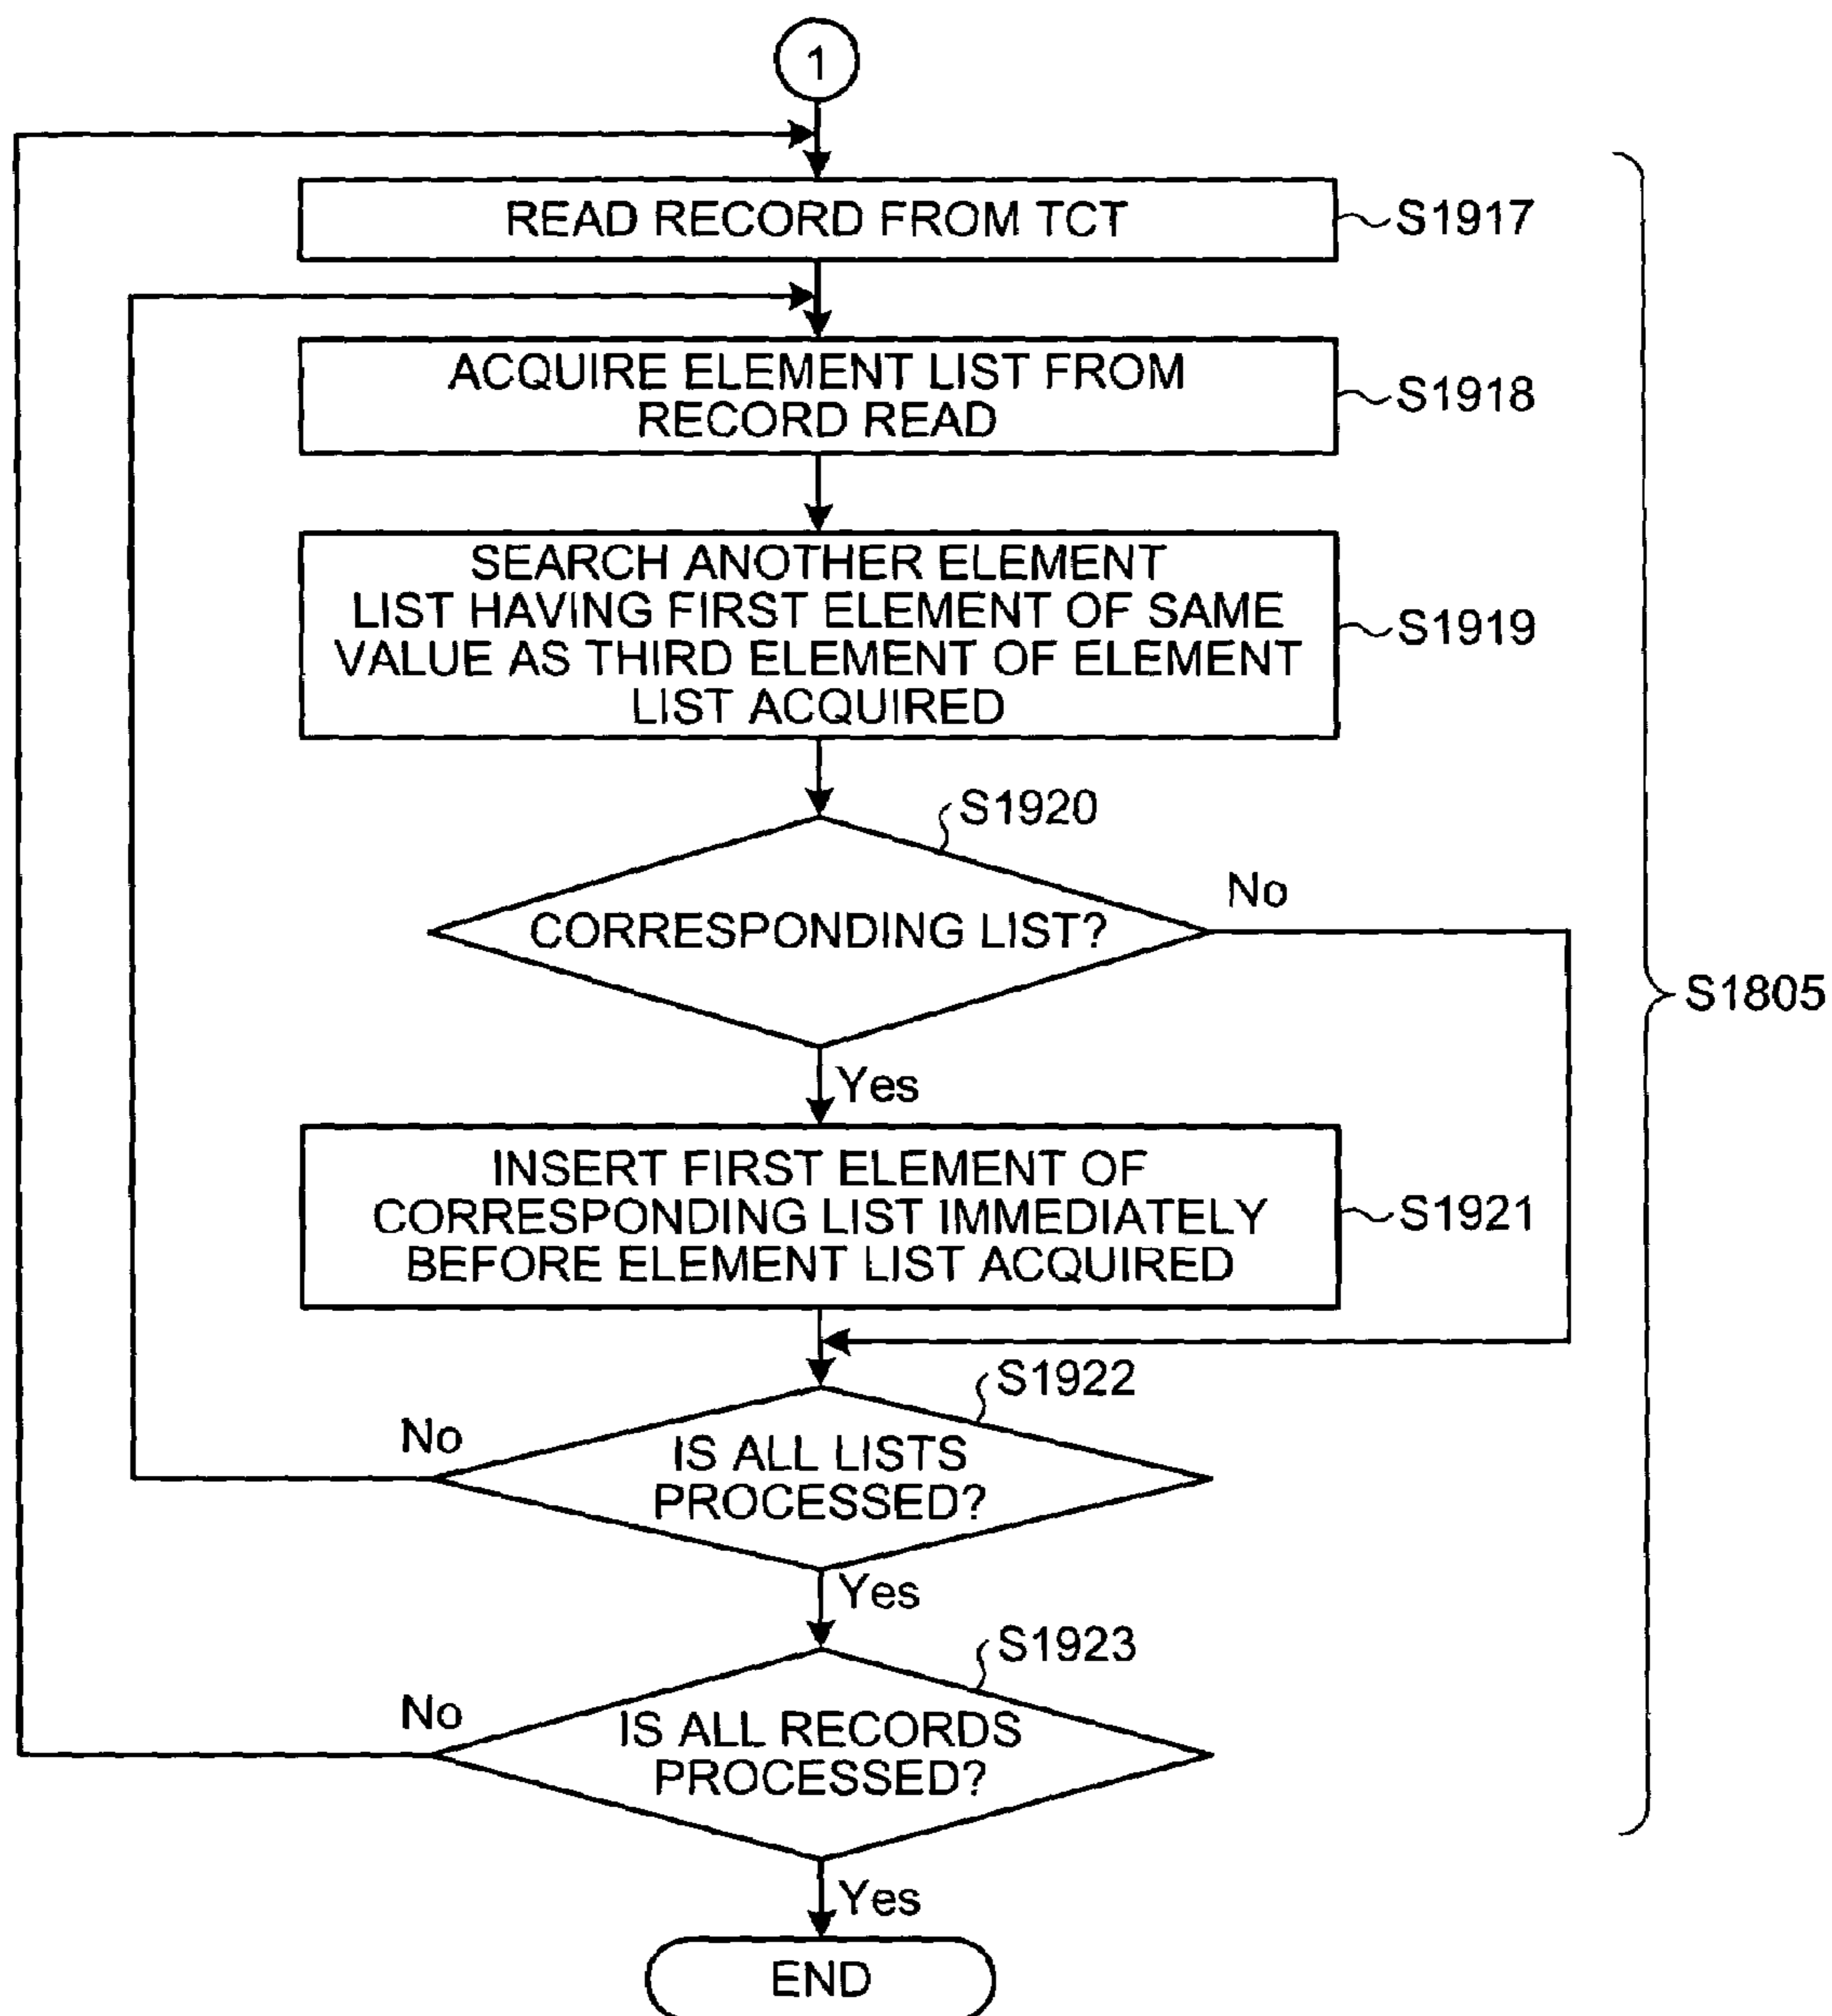 1
READ RECORD FROM TCT
S1917
ACQUIRE ELEMENT LIST FROM
RECORD READ
S1918
SEARCH ANOTHER ELEMENT
LIST HAVING FIRST ELEMENT OF SAME
VALUE AS THIRD ELEMENT OF ELEMENT
LIST ACQUIRED
S1919
S1920
CORRESPONDING LIST?
No
S1805
Yes
INSERT FIRST ELEMENT OF
CORRESPONDING LIST IMMEDIATELY
BEFORE ELEMENT LIST ACQUIRED
S1921
S1922
No
IS ALL LISTS
PROCESSED?
Yes
S1923
No
IS ALL RECORDS
PROCESSED?
Yes
END